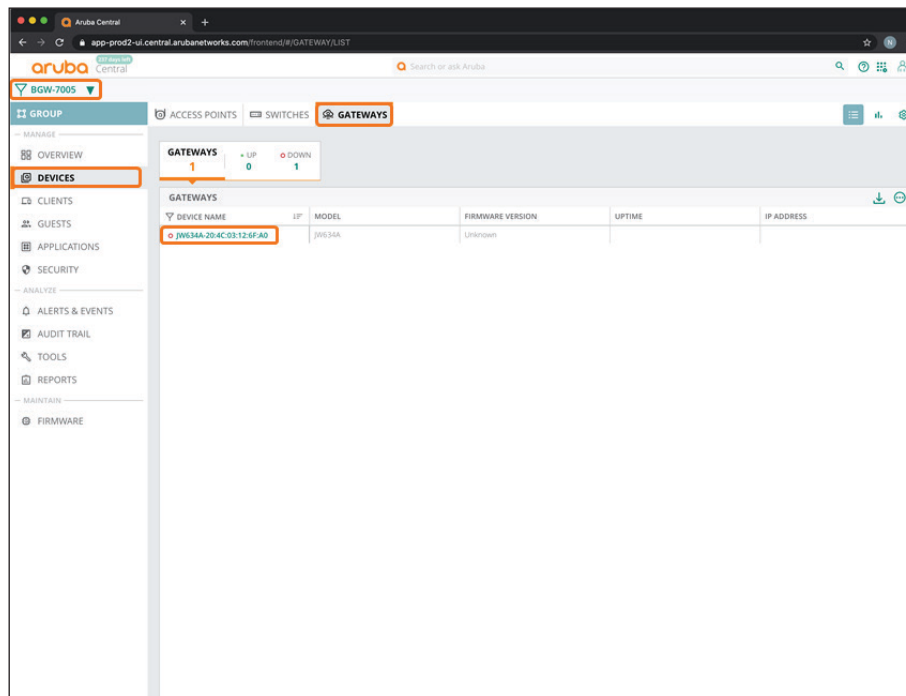 Aruba Central
app-prod2-ui.central.arubanetworks.com/frontend/#/GATEWAY/LIST
N
aruba Central
Search or ask Aruba
BGW-7005
GROUP
ACCESS POINTS SWITCHES GATEWAYS
MANAGE
OVERVIEW
DEVICES
CLIENTS
GUESTS
APPLICATIONS
SECURITY
ANALYZE
ALERTS & EVENTS
AUDIT TRAIL
TOOLS
REPORTS
MAINTAIN
FIRMWARE
GATEWAYS UP DOWN
1 0 1
GATEWAYS
DEVICE NAME MODEL FIRMWARE VERSION UPTIME IP ADDRESS
JW634A-20:4C:03:12:6F:A0 JW634A Unknown